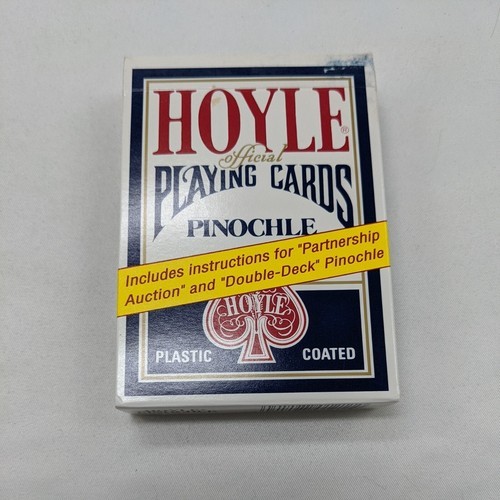 HOYLE®
official
PLAYING CARDS
PINOCHLE
Includes instructions for "Partnership
Auction" and "Double-Deck" Pinochle
HOYLE
PLASTIC COATED